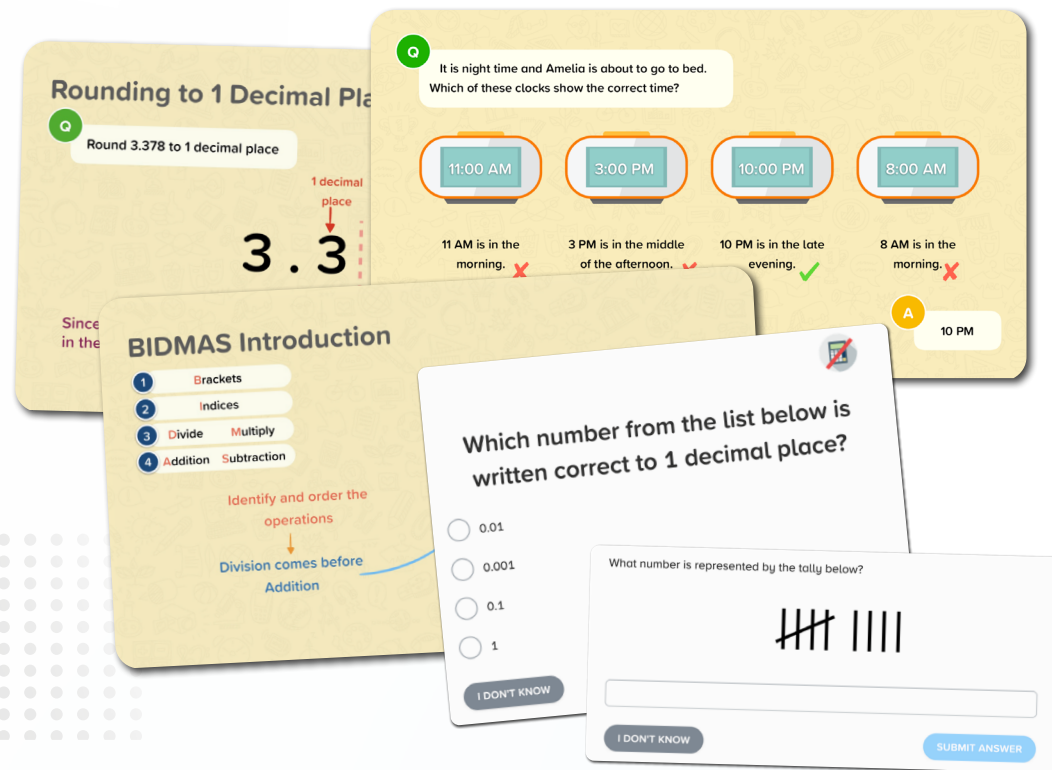 Rounding to 1 Decimal
Q
Round 3.378 to 1 decimal place
1 decimal
place
3 . 3
Since
in the
Q
It is night time and Amelia is about to go to bed.
Which of these clocks show the correct time?
11:00 AM
3:00 PM
10:00 PM
8:00 AM
11 AM is in the
morning.
3 PM is in the middle
of the afternoon.
10 PM is in the late
evening.
8 AM is in the
morning.
A
10 PM
BIDMAS Introduction
1 Brackets
2 Indices
3 Divide Multiply
4 Addition Subtraction
Identify and order the
operations
Division comes before
Addition
Which number from the list below is
written correct to 1 decimal place?
0.01
0.001
0.1
1
I DON'T KNOW
What number is represented by the tally below?
I DON'T KNOW
SUBMIT ANSWER